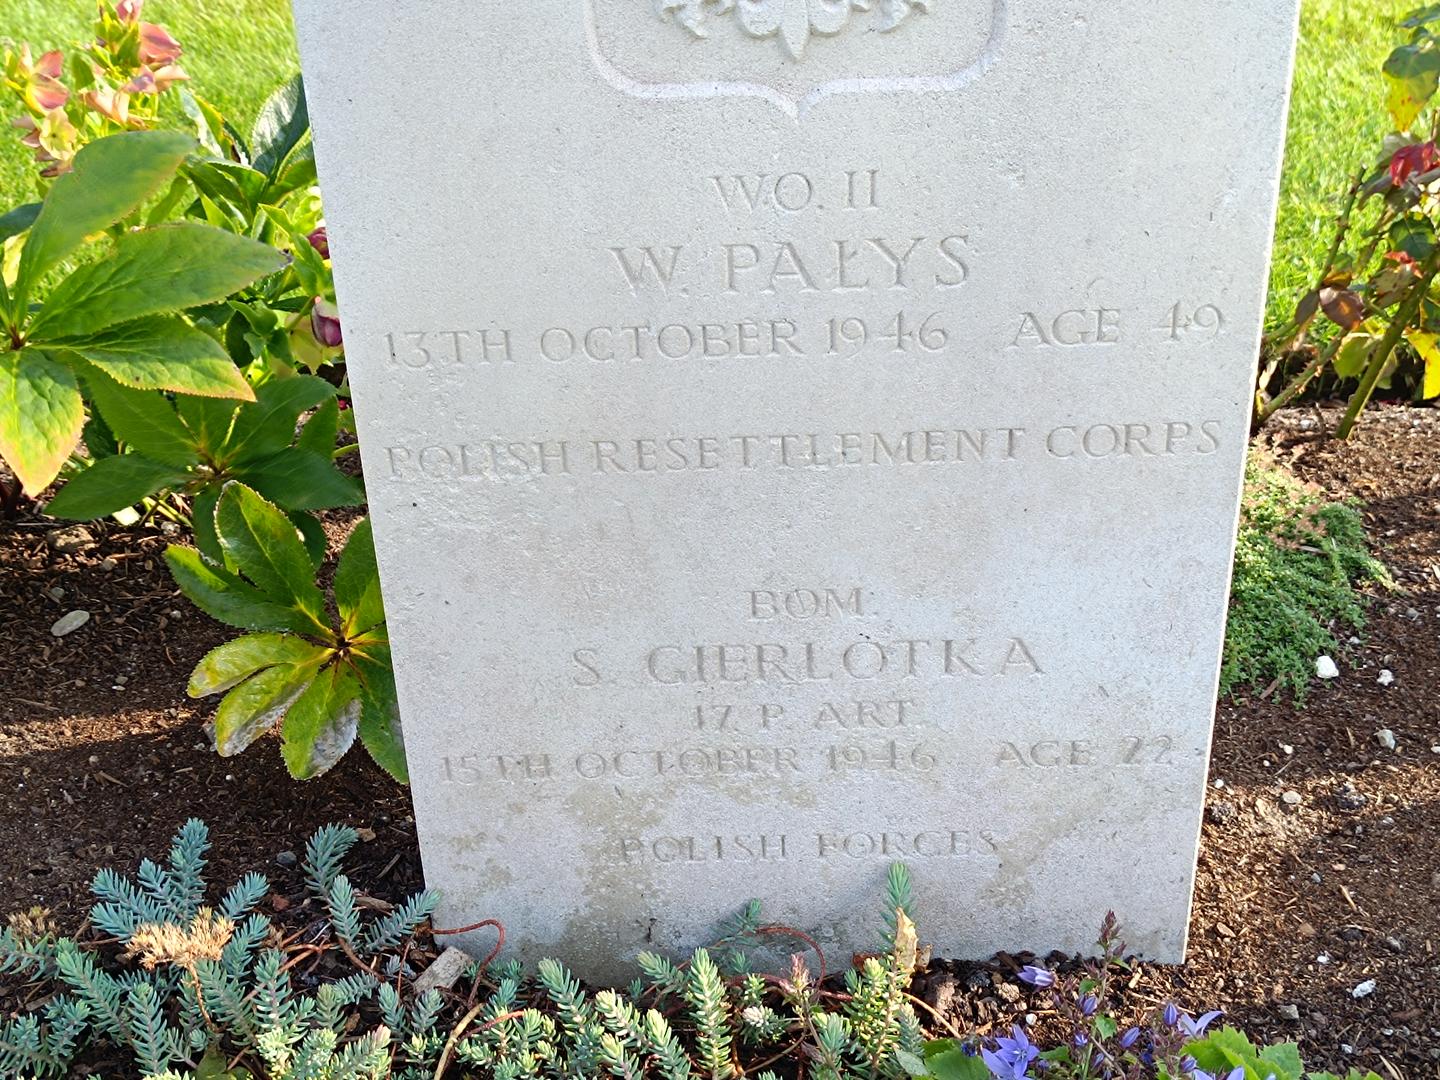 WO. II
W. PAŁYS
13TH OCTOBER 1946 AGE 49
POLISH RESETTLEMENT CORPS
BOM
S. GIERLOTKA
17 P ART
15TH OCTOBER 1946 AGE 22
POLISH FORCES